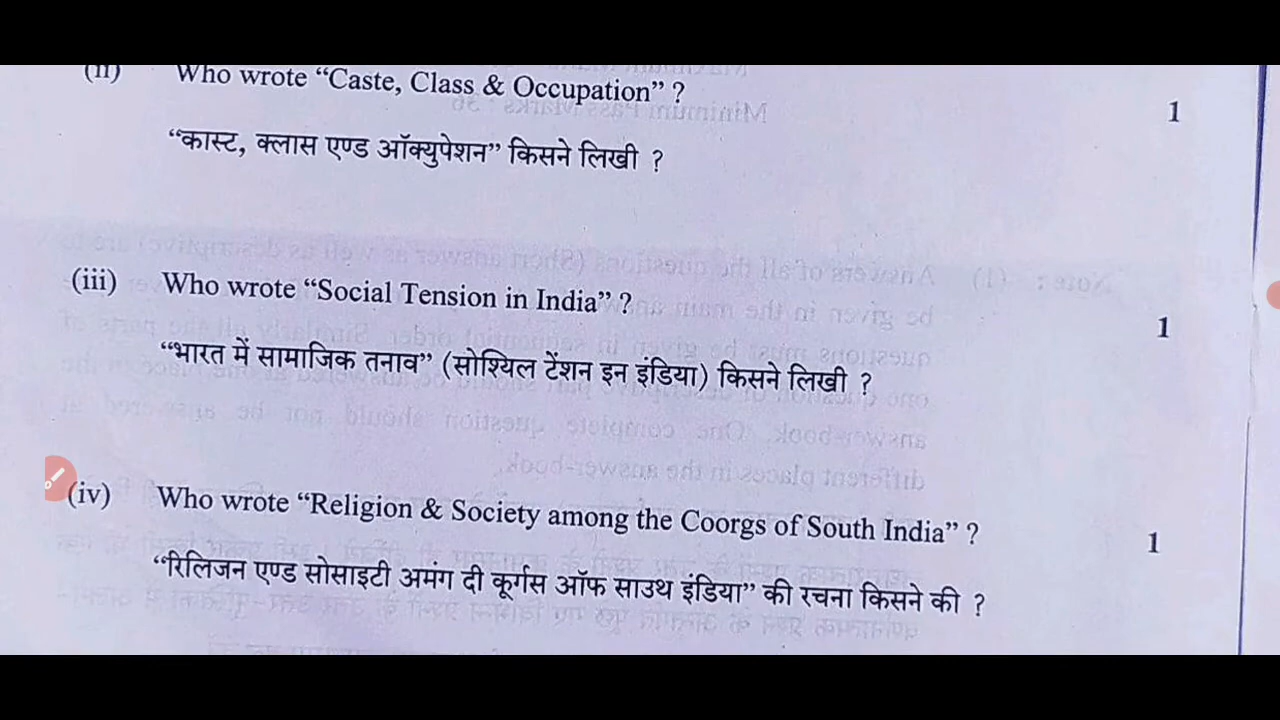 (ii) Who wrote “Caste, Class & Occupation” ?
1
“कास्ट, क्लास एण्ड ऑक्युपेशन” किसने लिखी ?
(iii) Who wrote “Social Tension in India” ?
1
“भारत में सामाजिक तनाव” (सोश्यिल टेंशन इन इंडिया) किसने लिखी ?
(iv) Who wrote “Religion & Society among the Coorgs of South India” ?
1
“रिलिजन एण्ड सोसाइटी अमंग दी कूर्गस ऑफ साउथ इंडिया” की रचना किसने की ?